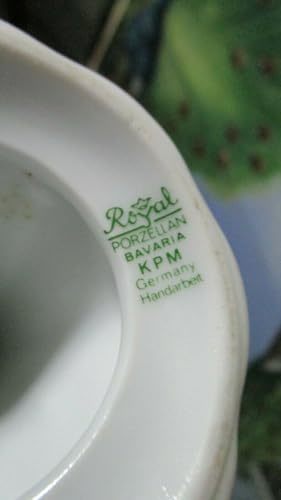 Royal
PORZELLAN
BAVARIA
KPM
Germany
Handarbeit